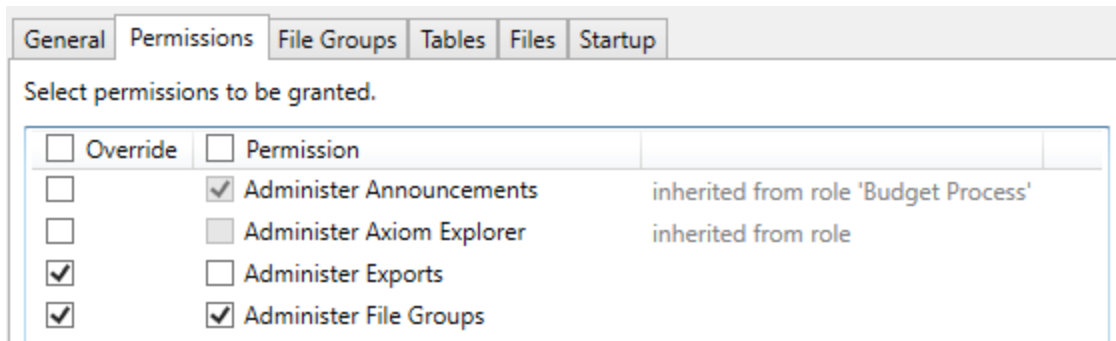 General Permissions File Groups Tables Files Startup
Select permissions to be granted.
Override Permission
Administer Announcements inherited from role 'Budget Process'
Administer Axiom Explorer inherited from role
Administer Exports
Administer File Groups